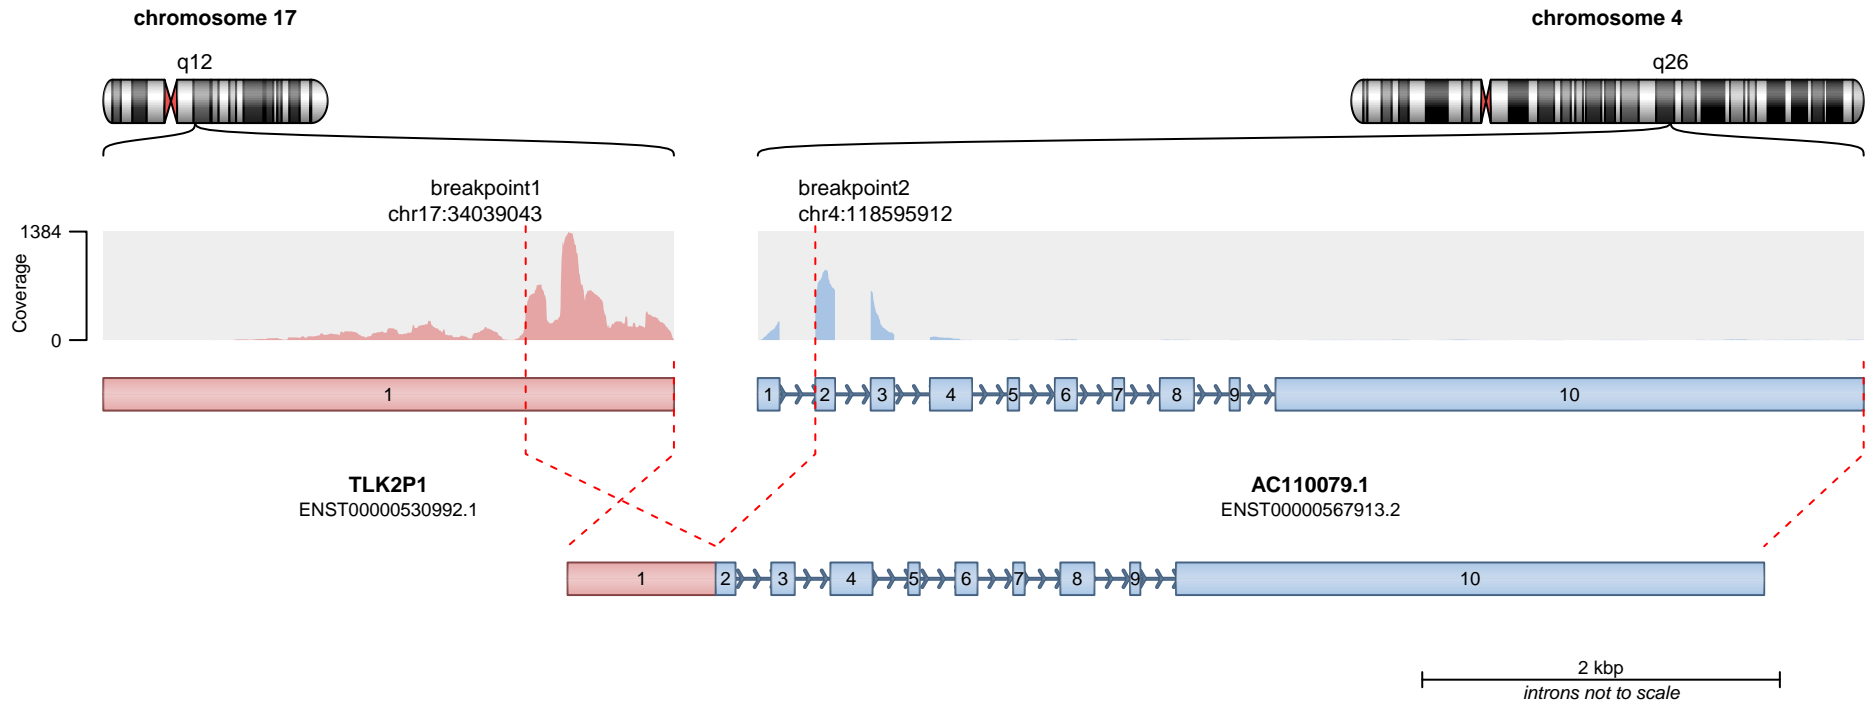 chromosome 17
chromosome 4
q12
q26
breakpoint1
chr17:34039043
breakpoint2
chr4:118595912
1384
Coverage
0
1
1 2 3 4 5 6 7 8 9 10
TLK2P1
ENST00000530992.1
AC110079.1
ENST00000567913.2
1 2 3 4 5 6 7 8 9 10
2 kbp
introns not to scale